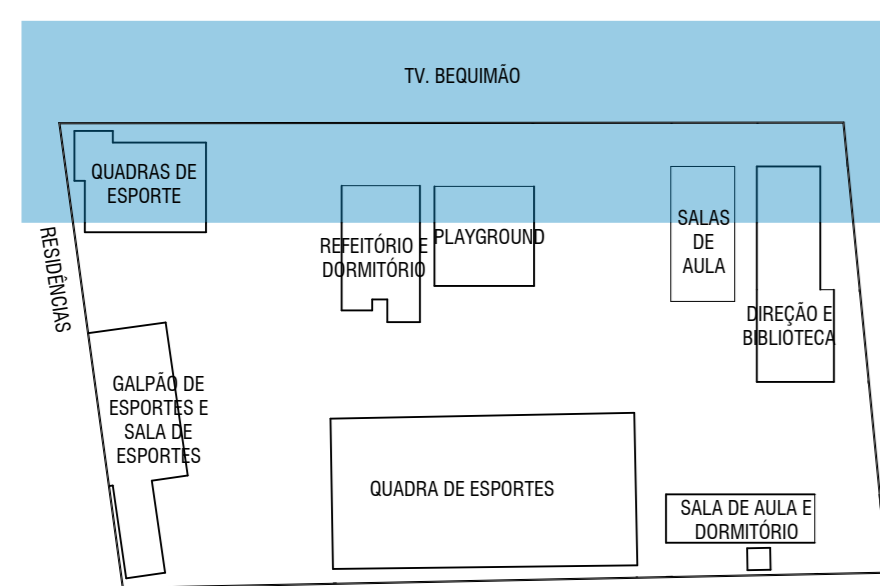 TV. BEQUIMÃO
QUADRAS DE
ESPORTE
RESIDÊNCIAS
REFEITÓRIO E
DORMITÓRIO
PLAYGROUND
SALAS
DE
AULA
DIREÇÃO E
BIBLIOTECA
GALPÃO DE
ESPORTES E
SALA DE
ESPORTES
QUADRA DE ESPORTES
SALA DE AULA E
DORMITÓRIO